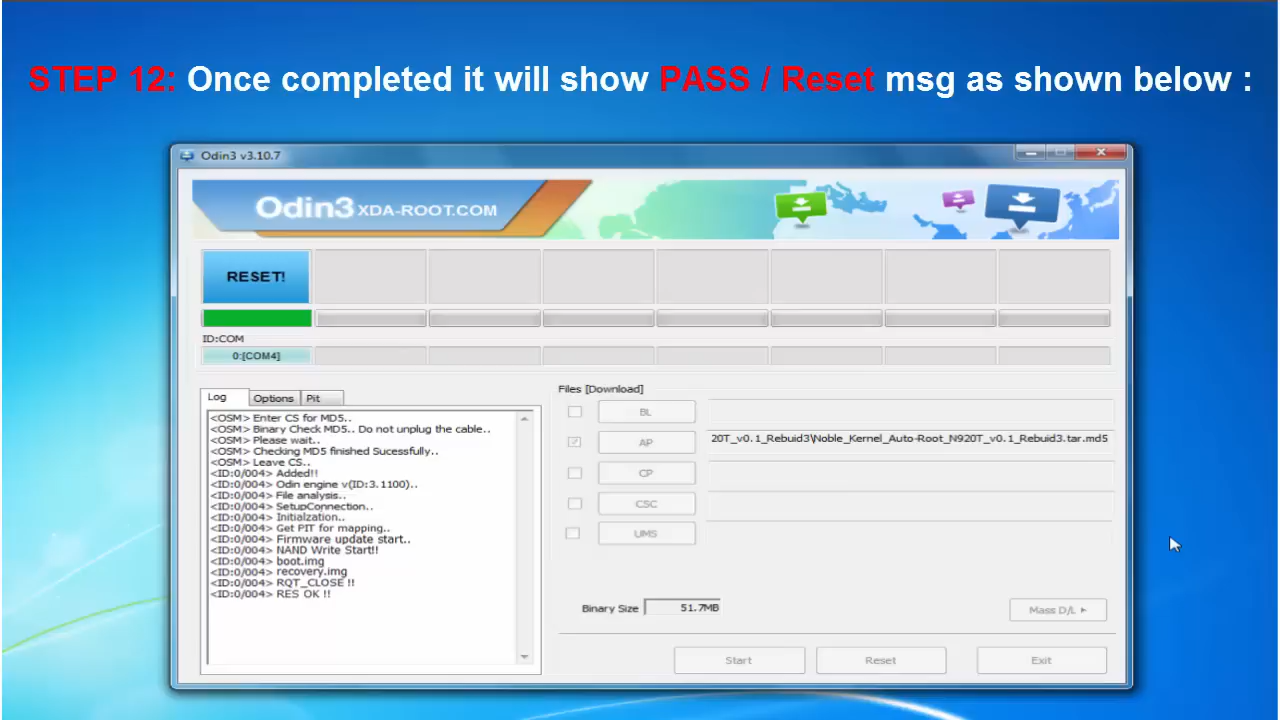 STEP 12: Once completed it will show PASS / Reset msg as shown below :
Odin3 v3.10.7
Odin3 XDA-ROOT.COM
RESET!
ID:COM
0:[COM4]
Log Options Pit
<OSM> Enter CS for MD5..
<OSM> Binary Check MD5.. Do not unplug the cable..
<OSM> Please wait..
<OSM> Checking MD5 finished Sucessfully..
<OSM> Leave CS..
<ID:0/004> Added!!
<ID:0/004> Odin engine v(ID:3.1100)..
<ID:0/004> File analysis..
<ID:0/004> SetupConnection..
<ID:0/004> Initialzation..
<ID:0/004> Get PIT for mapping..
<ID:0/004> Firmware update start..
<ID:0/004> NAND Write Start!!
<ID:0/004> boot.img
<ID:0/004> recovery.img
<ID:0/004> RQT_CLOSE !!
<ID:0/004> RES OK !!
Files [Download]
BL
AP 20T_v0.1_Rebuid3\Noble_Kernel_Auto-Root_N920T_v0.1_Rebuid3.tar.md5
CP
CSC
UMS
Binary Size 51.7MB
Mass D/L
Start Reset Exit